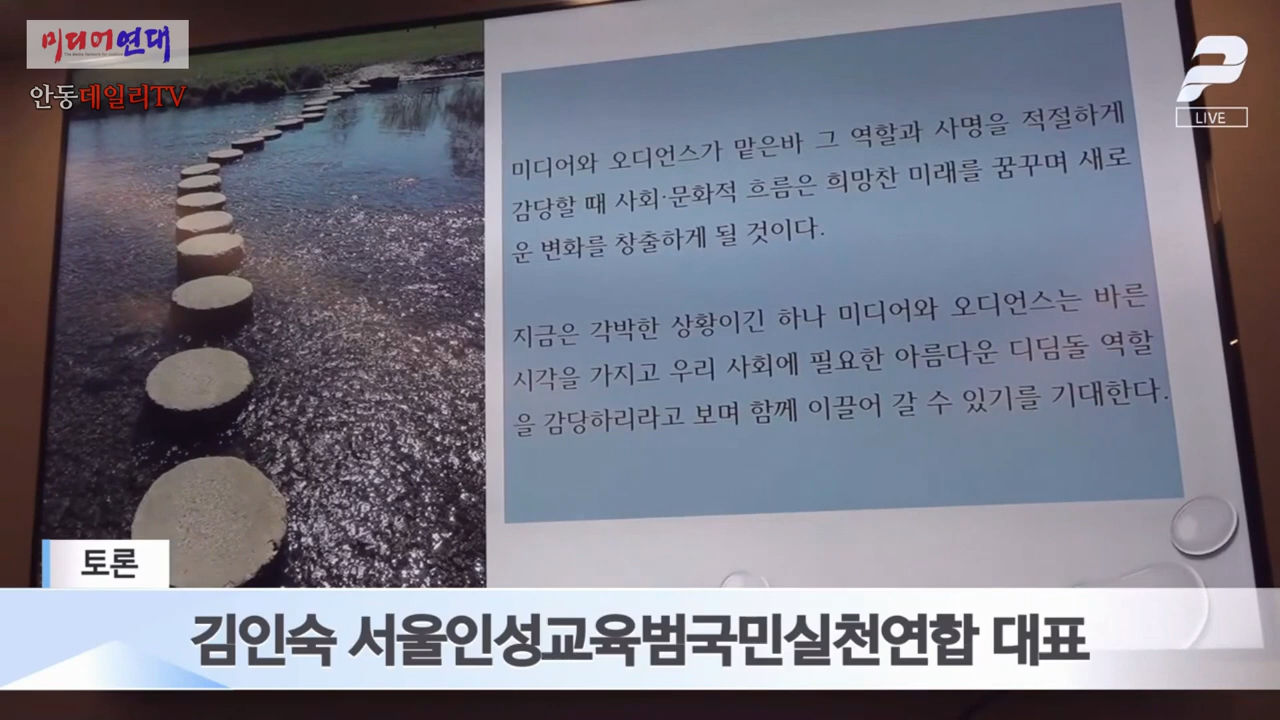 미디어연대
안동데일리TV
LIVE
미디어와 오디언스가 맡은바 그 역할과 사명을 적절하게
감당할 때 사회·문화적 흐름은 희망찬 미래를 꿈꾸며 새로
운 변화를 창출하게 될 것이다.
지금은 각박한 상황이긴 하나 미디어와 오디언스는 바른
시각을 가지고 우리 사회에 필요한 아름다운 디딤돌 역할
을 감당하리라고 보며 함께 이끌어 갈 수 있기를 기대한다.
토론
김인숙 서울인성교육범국민실천연합 대표